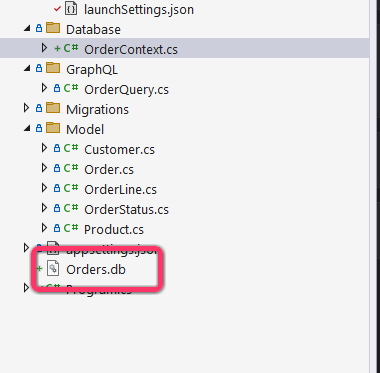 launchSettings.json
Database
C# OrderContext.cs
GraphQL
C# OrderQuery.cs
Migrations
Model
C# Customer.cs
C# Order.cs
C# OrderLine.cs
C# OrderStatus.cs
C# Product.cs
appsettings.json
Orders.db
C# Program.cs